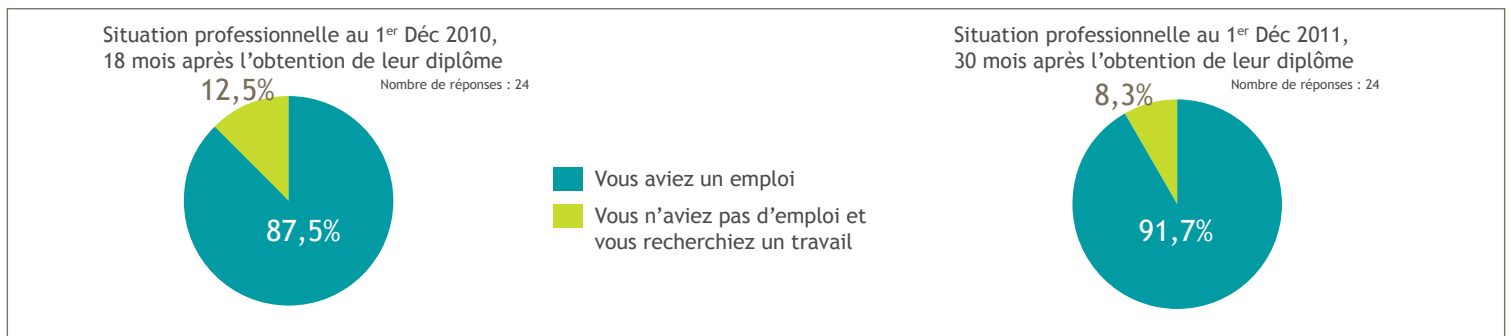 Situation professionnelle au 1er Déc 2010,
18 mois après l’obtention de leur diplôme
Nombre de réponses : 24
12,5%
87,5%
Vous aviez un emploi
Vous n’aviez pas d’emploi et
vous recherchiez un travail
Situation professionnelle au 1er Déc 2011,
30 mois après l’obtention de leur diplôme
Nombre de réponses : 24
8,3%
91,7%